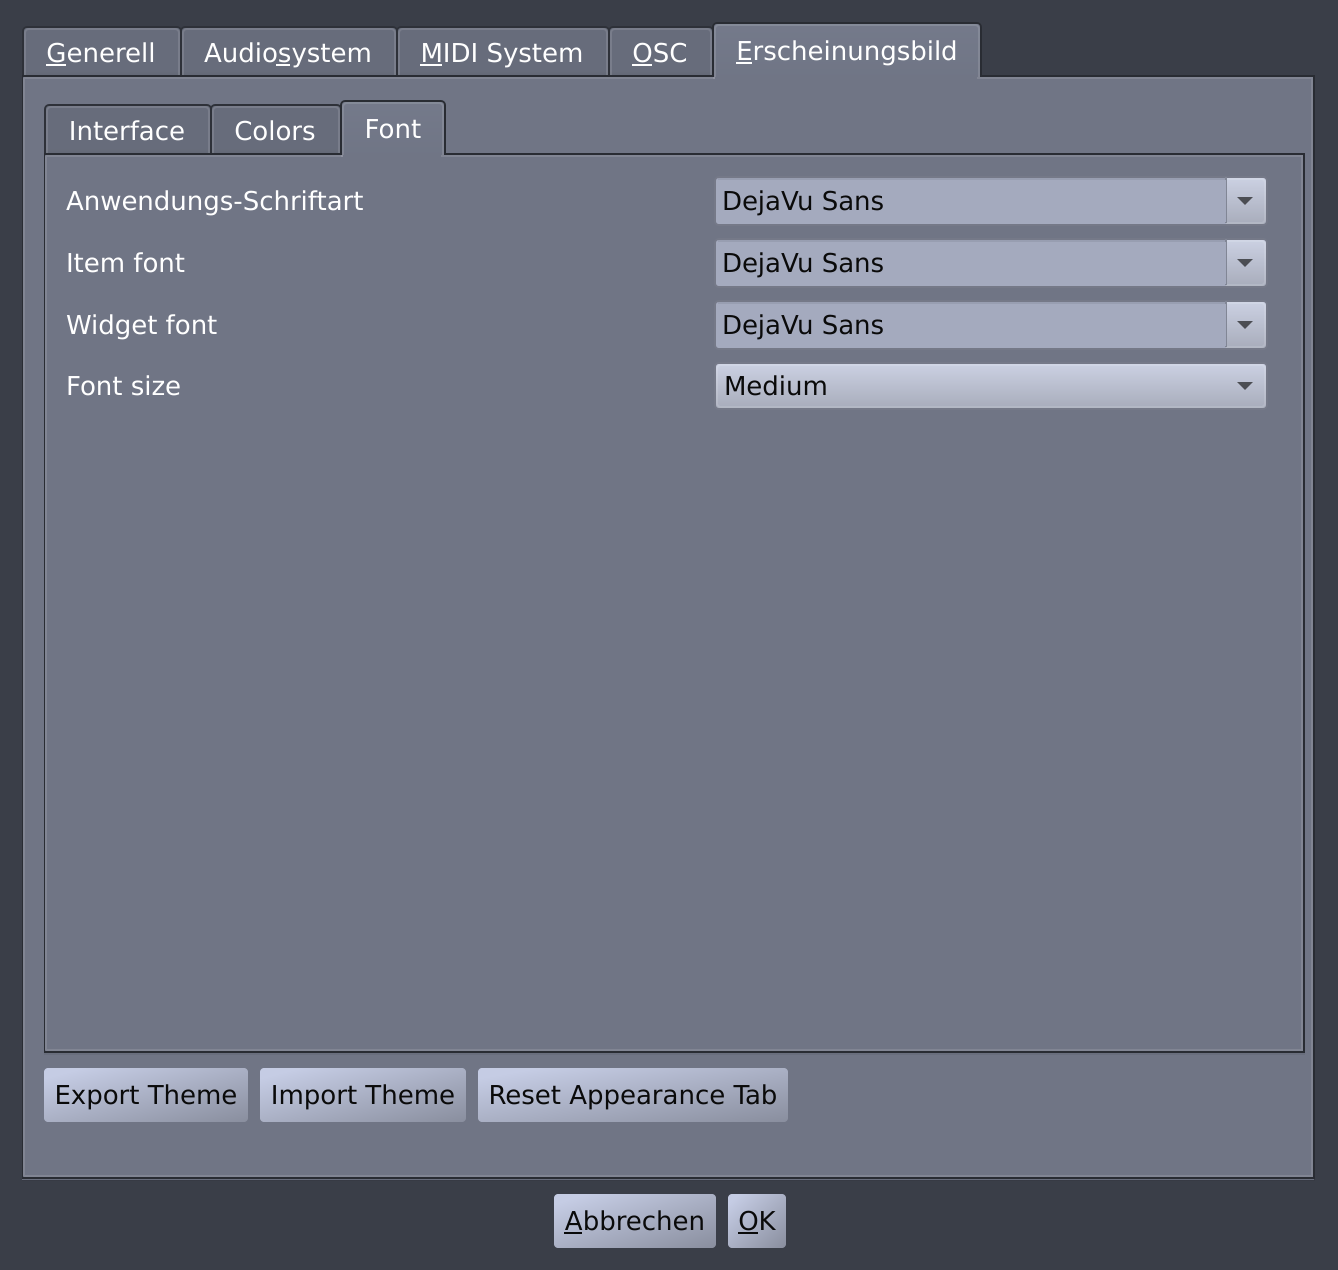 Generell Audiosystem MIDI System OSC Erscheinungsbild
Interface Colors Font
Anwendungs-Schriftart DejaVu Sans
Item font DejaVu Sans
Widget font DejaVu Sans
Font size Medium
Export Theme Import Theme Reset Appearance Tab
Abbrechen OK